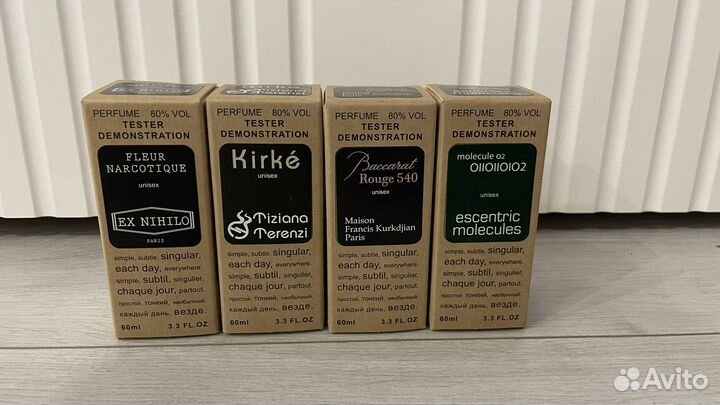 NARCOTIQUE
EX NIHILO
PERFUME 80% VOL
TESTER
DEMONSTRATION
FLEUR
NARCOTIQUE
unisex
EX NIHILO
PARIS
simple, subtle, singular,
each day, everywhere.
simple, subtil, singulier,
chaque jour, partout.
простой, тонкий, необычный,
каждый день, везде.
60ml 3.3 FL.OZ
PERFUME 80% VOL
TESTER
DEMONSTRATION
Kirké
unisex
Tiziana
Terenzi
simple, subtle, singular,
each day, everywhere.
simple, subtil, singulier,
chaque jour, partout.
простой, тонкий, необычный,
каждый день, везде.
60ml 3.3 FL.OZ
PERFUME 80% VOL
TESTER
DEMONSTRATION
Baccarat
Rouge 540
unisex
Maison
Francis Kurkdjian
Paris
simple, subtle, singular,
each day, everywhere.
simple, subtil, singulier,
chaque jour, partout.
простой, тонкий, необычный,
каждый день, везде.
60ml 3.3 FL.OZ
PERFUME 80% VOL
TESTER
DEMONSTRATION
molecule 02
0110110102
unisex
escentric
molecules
simple, subtle, singular,
each day, everywhere.
simple, subtil, singulier,
chaque jour, partout.
простой, тонкий, необычный,
каждый день, везде.
60ml 3.3 FL.OZ
Avito